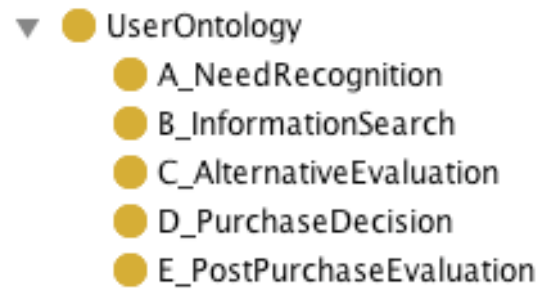 UserOntology
A_NeedRecognition
B_InformationSearch
C_AlternativeEvaluation
D_PurchaseDecision
E_PostPurchaseEvaluation